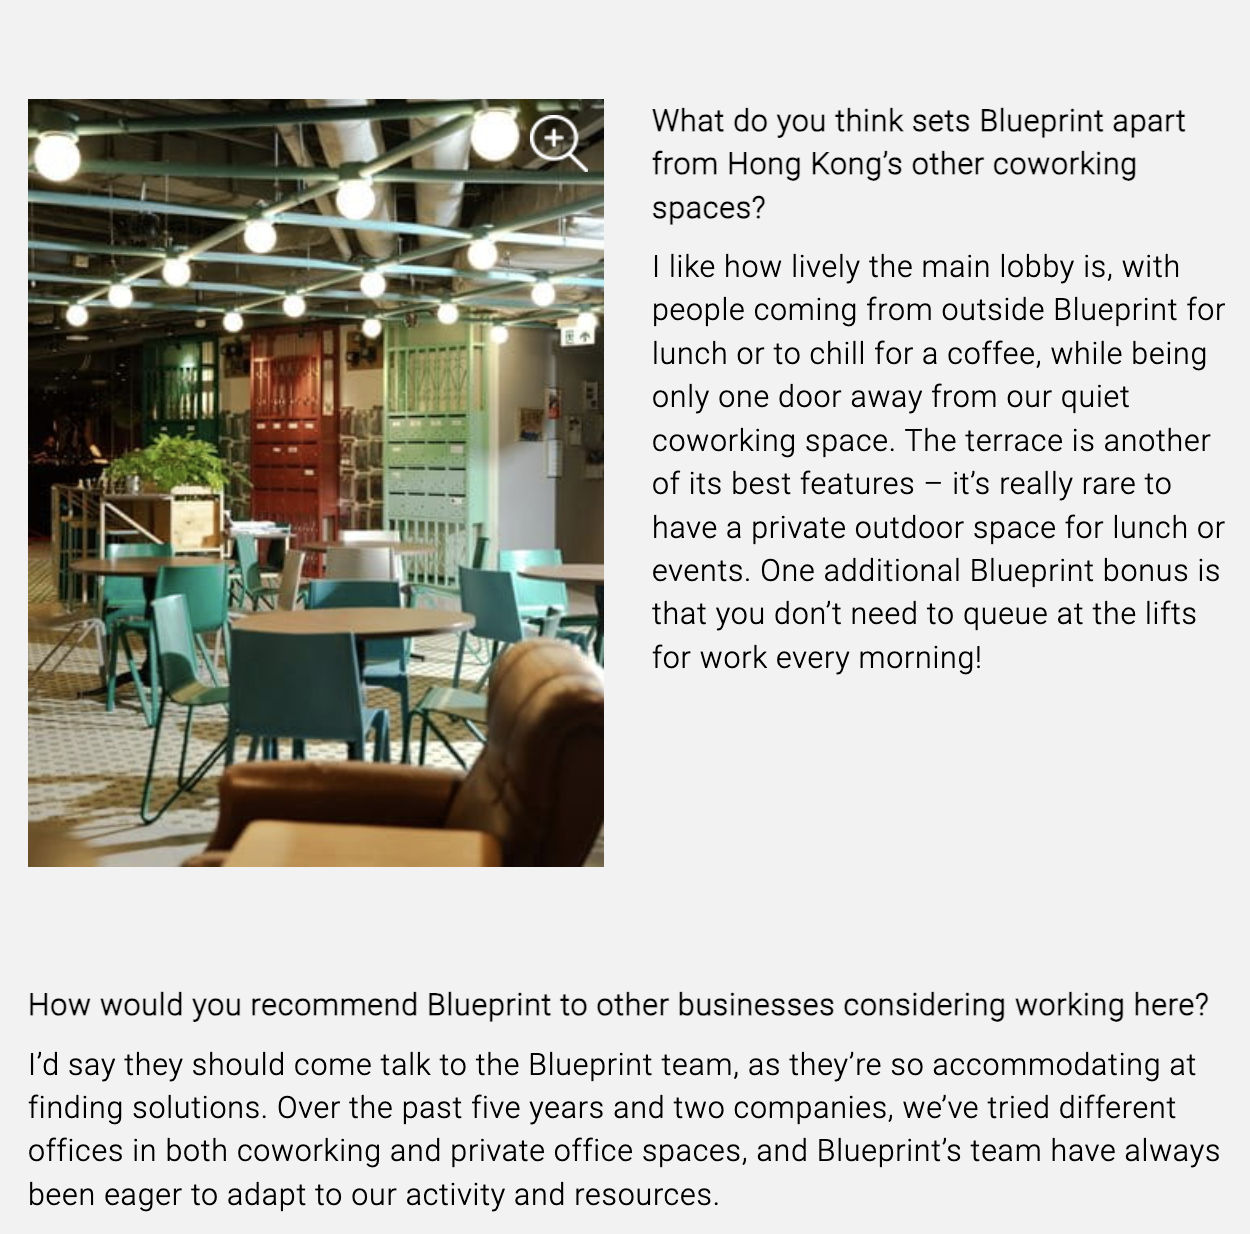 What do you think sets Blueprint apart
from Hong Kong’s other coworking
spaces?
I like how lively the main lobby is, with
people coming from outside Blueprint for
lunch or to chill for a coffee, while being
only one door away from our quiet
coworking space. The terrace is another
of its best features – it’s really rare to
have a private outdoor space for lunch or
events. One additional Blueprint bonus is
that you don’t need to queue at the lifts
for work every morning!
How would you recommend Blueprint to other businesses considering working here?
I’d say they should come talk to the Blueprint team, as they’re so accommodating at
finding solutions. Over the past five years and two companies, we’ve tried different
offices in both coworking and private office spaces, and Blueprint’s team have always
been eager to adapt to our activity and resources.